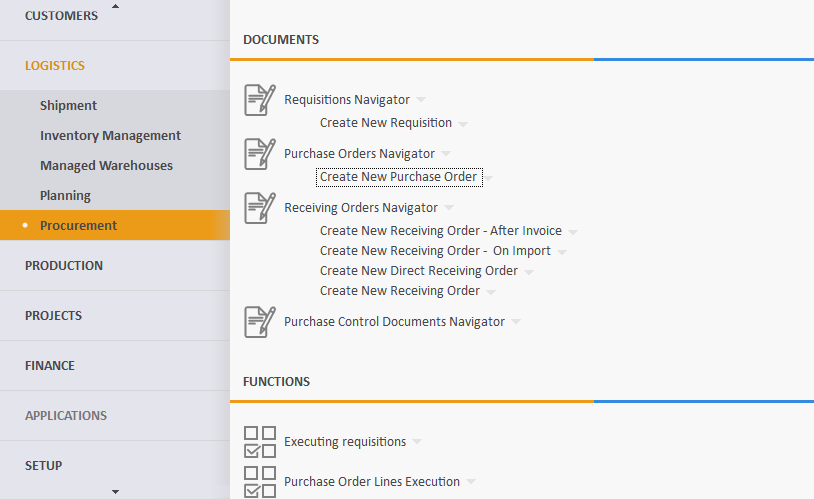 CUSTOMERS
LOGISTICS
Shipment
Inventory Management
Managed Warehouses
Planning
Procurement
PRODUCTION
PROJECTS
FINANCE
APPLICATIONS
SETUP
DOCUMENTS
Requisitions Navigator
Create New Requisition
Purchase Orders Navigator
Create New Purchase Order
Receiving Orders Navigator
Create New Receiving Order - After Invoice
Create New Receiving Order -  On Import
Create New Direct Receiving Order
Create New Receiving Order
Purchase Control Documents Navigator
FUNCTIONS
Executing requisitions
Purchase Order Lines Execution